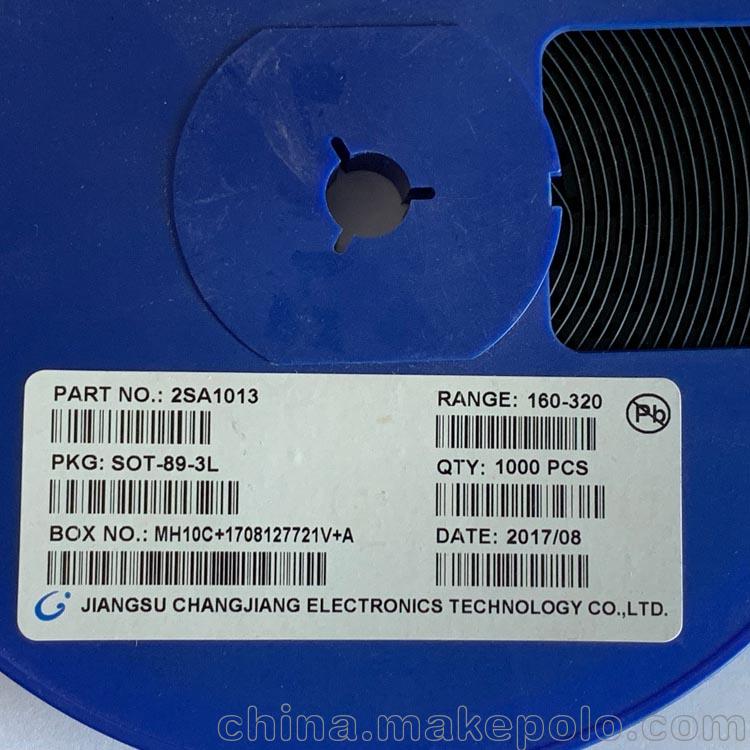 PART NO.: 2SA1013
RANGE: 160-320
Pb
PKG: SOT-89-3L
QTY: 1000 PCS
BOX NO.: MH10C+1708127721V+A
DATE: 2017/08
JIANGSU CHANGJIANG ELECTRONICS TECHNOLOGY CO.,LTD.
china.makepolo.com